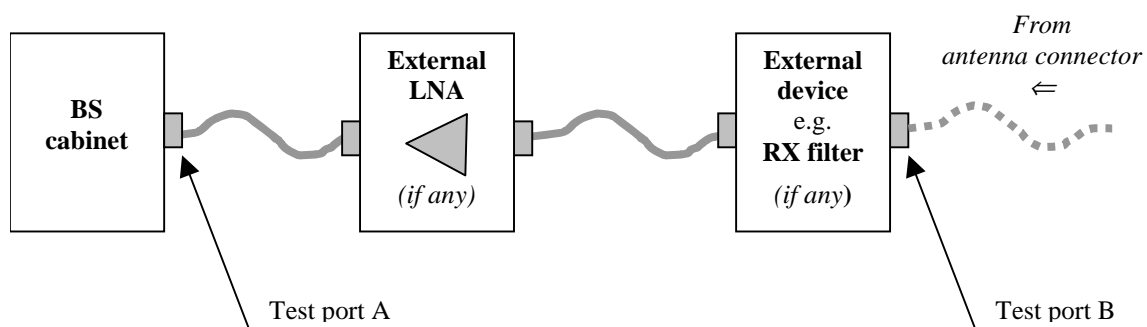 BS
cabinet
External
LNA
(if any)
External
device
e.g.
RX filter
(if any)
From
antenna connector
⇐
Test port A
Test port B